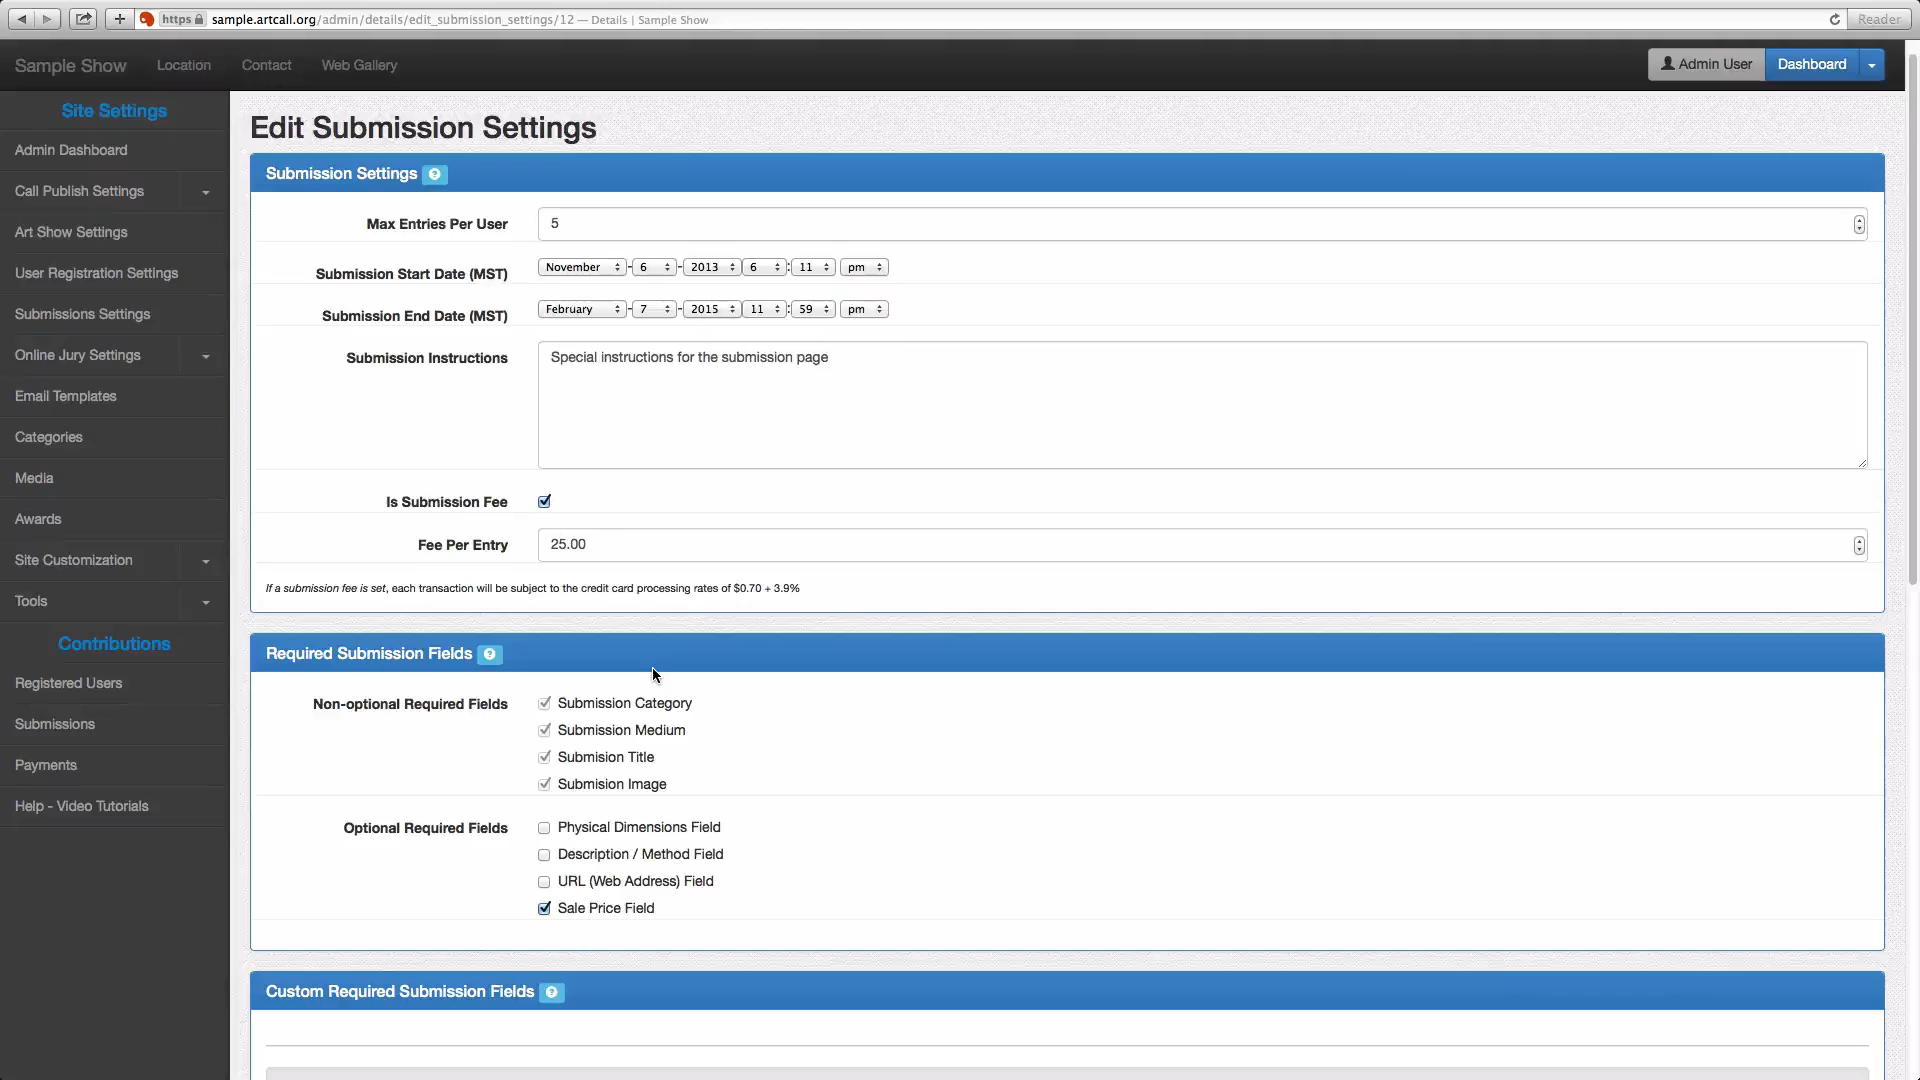 https sample.artcall.org/admin/details/edit_submission_settings/12 — Details | Sample Show Reader
Sample Show Location Contact Web Gallery Admin User Dashboard
Site Settings
Admin Dashboard
Call Publish Settings
Art Show Settings
User Registration Settings
Submissions Settings
Online Jury Settings
Email Templates
Categories
Media
Awards
Site Customization
Tools
Contributions
Registered Users
Submissions
Payments
Help - Video Tutorials
Edit Submission Settings
Submission Settings ?
Max Entries Per User 5
Submission Start Date (MST) November - 6 - 2013 6 : 11 pm
Submission End Date (MST) February - 7 - 2015 11 : 59 pm
Submission Instructions Special instructions for the submission page
Is Submission Fee
Fee Per Entry 25.00
If a submission fee is set, each transaction will be subject to the credit card processing rates of $0.70 + 3.9%
Required Submission Fields ?
Non-optional Required Fields Submission Category
Submission Medium
Submision Title
Submision Image
Optional Required Fields Physical Dimensions Field
Description / Method Field
URL (Web Address) Field
Sale Price Field
Custom Required Submission Fields ?